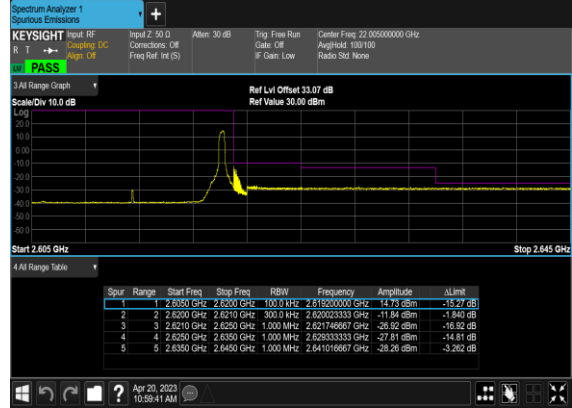 Spectrum Analyzer 1
Spurious Emissions
+
KEYSIGHT Input: RF Input Z: 50 Ω Atten: 30 dB Trig: Free Run Center Freq: 22.005000000 GHz
R T Coupling: DC Corrections: Off Gate: Off Avg|Hold: 100/100
Align: Off Freq Ref: Int (S) IF Gain: Low Radio Std: None
PASS
3 All Range Graph
Ref Lvl Offset 33.07 dB
Scale/Div 10.0 dB Ref Value 30.00 dBm
Log
20.0
10.0
0.00
-10.0
-20.0
-30.0
-40.0
-50.0
-60.0
Start 2.605 GHz Stop 2.645 GHz
4 All Range Table
Spur Range Start Freq Stop Freq RBW Frequency Amplitude ΔLimit
1 1 2.6050 GHz 2.6200 GHz 100.0 kHz 2.619200000 GHz 14.73 dBm -15.27 dB
2 2 2.6200 GHz 2.6210 GHz 300.0 kHz 2.620023333 GHz -11.84 dBm -1.840 dB
3 3 2.6210 GHz 2.6250 GHz 1.000 MHz 2.621746667 GHz -26.92 dBm -16.92 dB
4 4 2.6250 GHz 2.6350 GHz 1.000 MHz 2.629333333 GHz -27.81 dBm -14.81 dB
5 5 2.6350 GHz 2.6450 GHz 1.000 MHz 2.641016667 GHz -28.26 dBm -3.262 dB
? Apr 20, 2023
10:59:41 AM